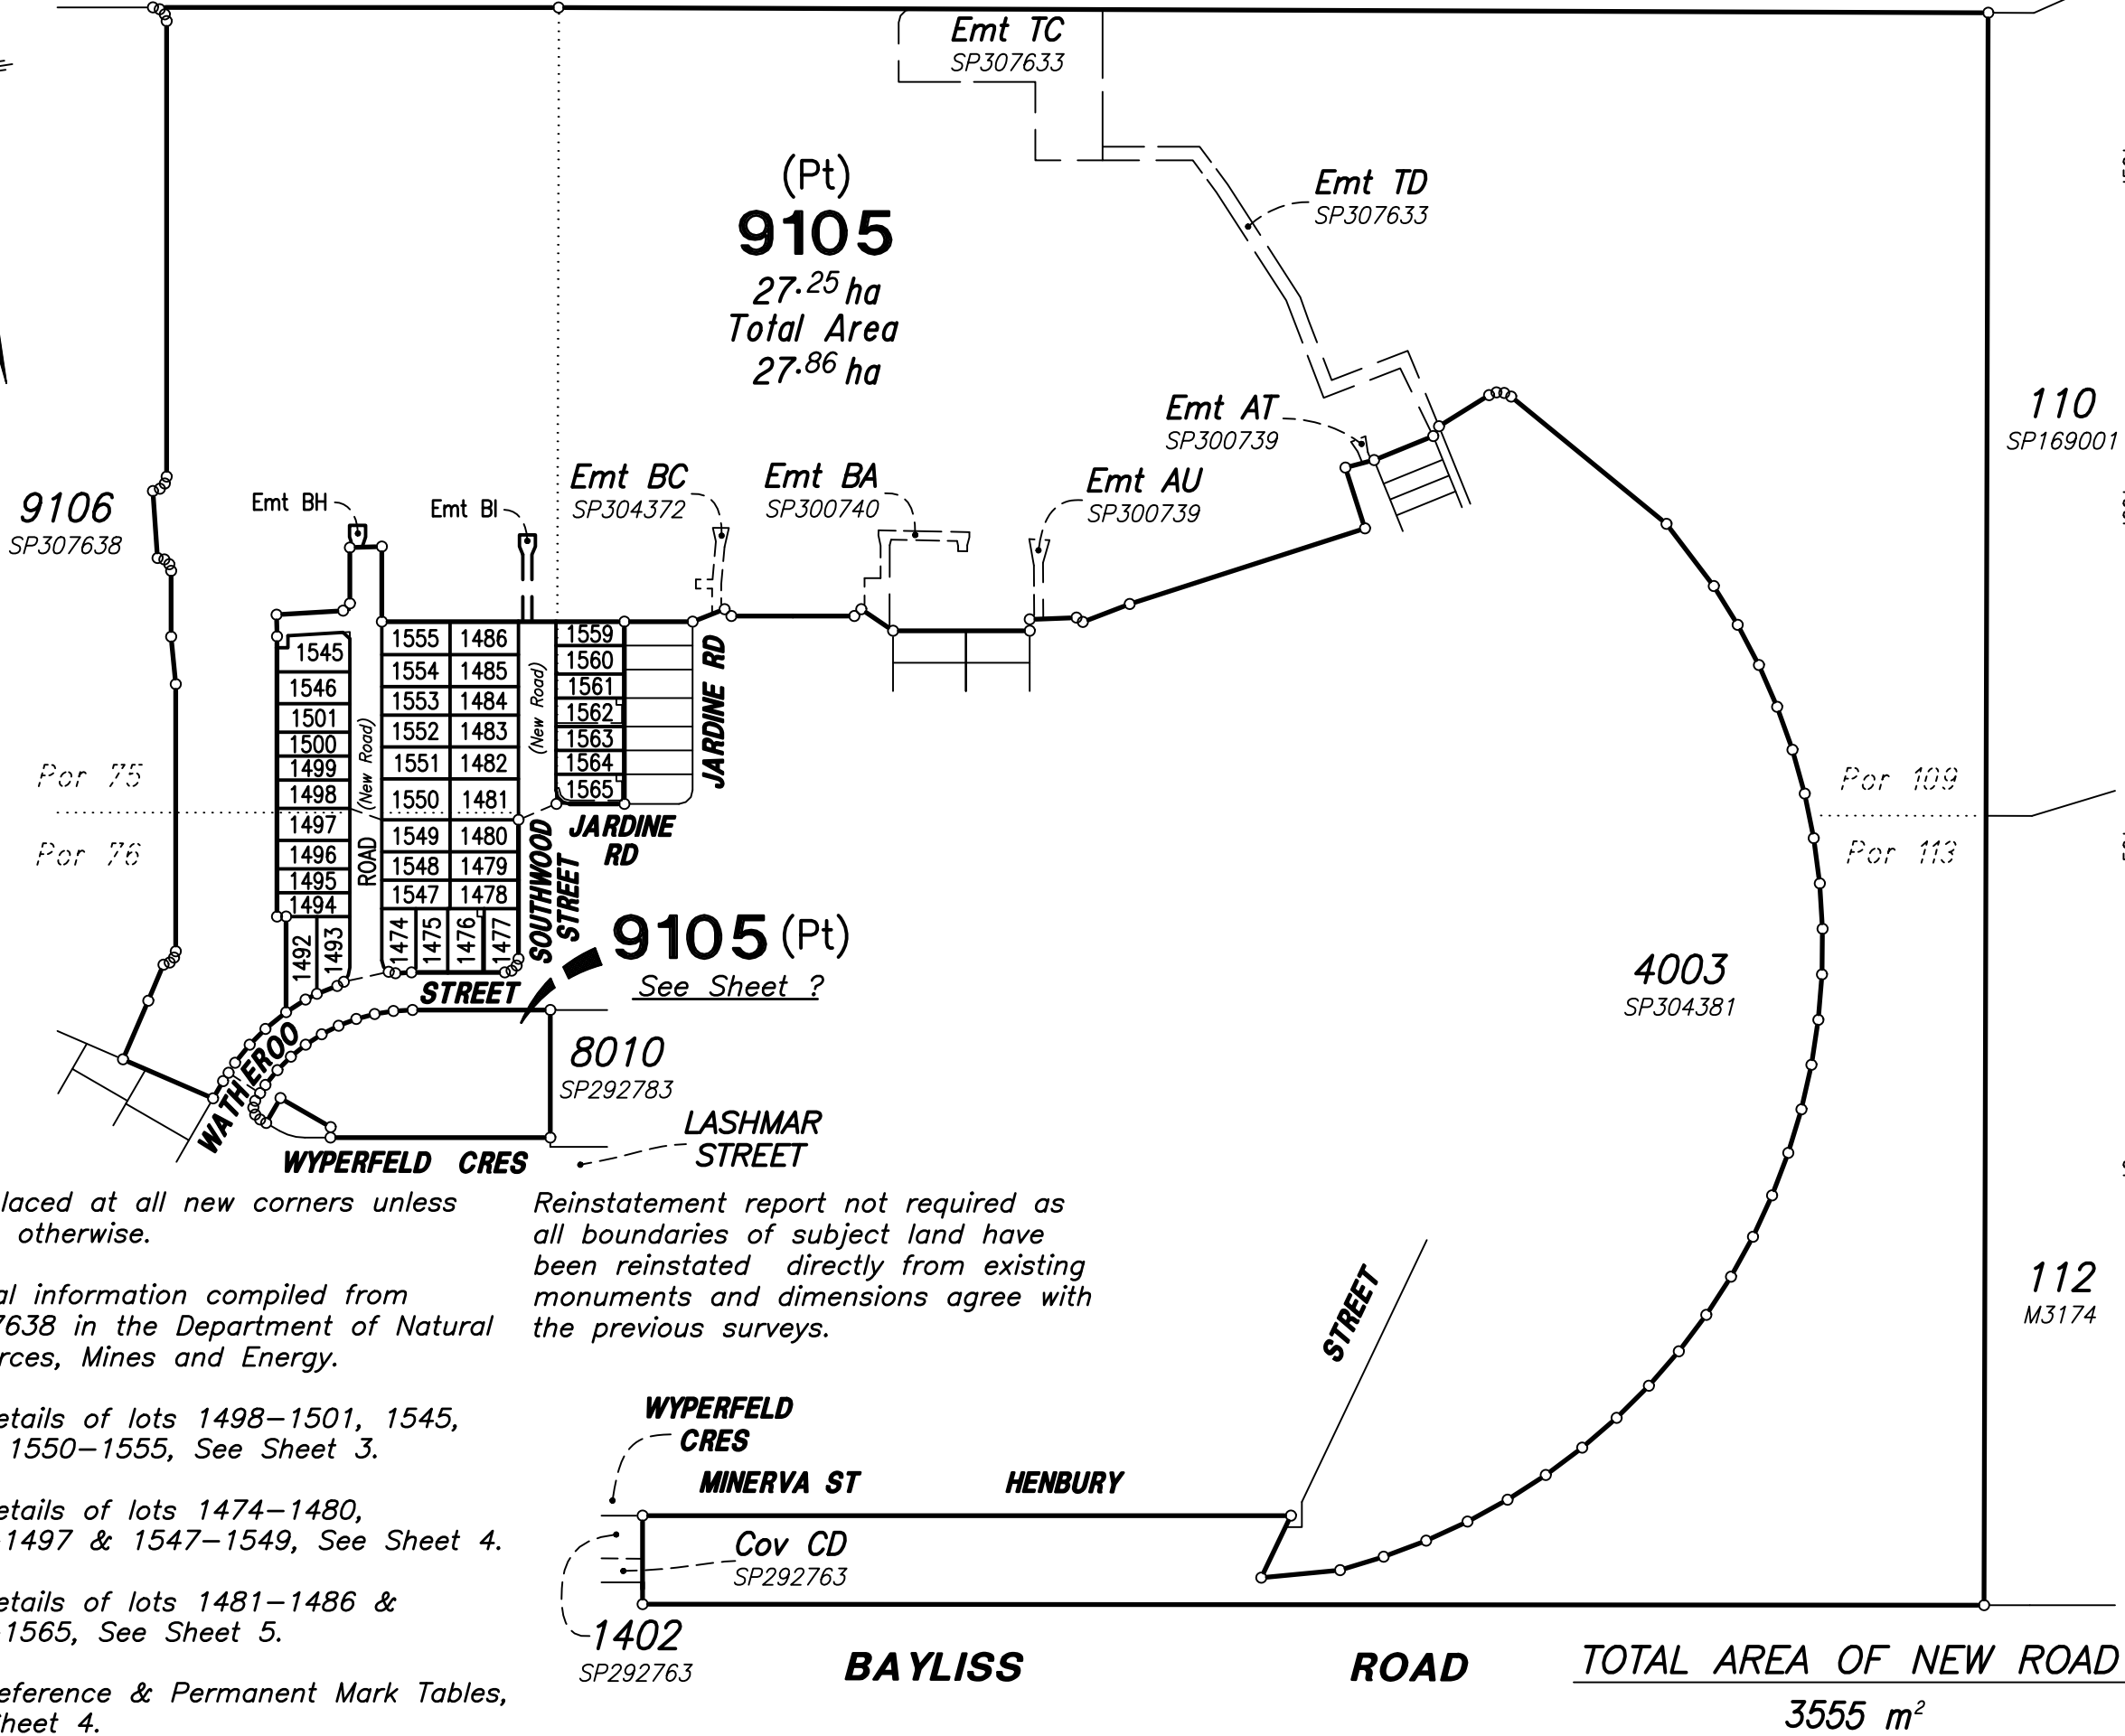 Emt TC
SP307633
(Pt)
9105
27.25 ha
Total Area
27.86 ha
Emt TD
SP307633
Emt AT
SP300739
110
SP169001
9106
SP307638
Emt BH
Emt BI
Emt BC
SP304372
Emt BA
SP300740
Emt AU
SP300739
1545
1546
1501
1500
1499
1498
1497
1496
1495
1494
1492
1493
(New Road)
ROAD
1555
1554
1553
1552
1551
1550
1549
1548
1547
1486
1485
1484
1483
1482
1481
1480
1479
1478
1474
1475
1476
1477
(New Road)
1559
1560
1561
1562
1563
1564
1565
JARDINE RD
JARDINE
RD
SOUTHWOOD
STREET
Por 75
Por 76
Por 109
Por 113
9105 (Pt)
See Sheet ?
STREET
WATHEROO
8010
SP292783
LASHMAR
STREET
WYPERFELD CRES
4003
SP304381
112
M3174
laced at all new corners unless
otherwise.
al information compiled from
7638 in the Department of Natural
rces, Mines and Energy.
etails of lots 1498-1501, 1545,
1550-1555, See Sheet 3.
etails of lots 1474-1480,
-1497 & 1547-1549, See Sheet 4.
etails of lots 1481-1486 &
-1565, See Sheet 5.
eference & Permanent Mark Tables,
heet 4.
Reinstatement report not required as
all boundaries of subject land have
been reinstated directly from existing
monuments and dimensions agree with
the previous surveys.
STREET
WYPERFELD
CRES
MINERVA ST
HENBURY
Cov CD
SP292763
1402
SP292763
BAYLISS ROAD
TOTAL AREA OF NEW ROAD
3555 m²